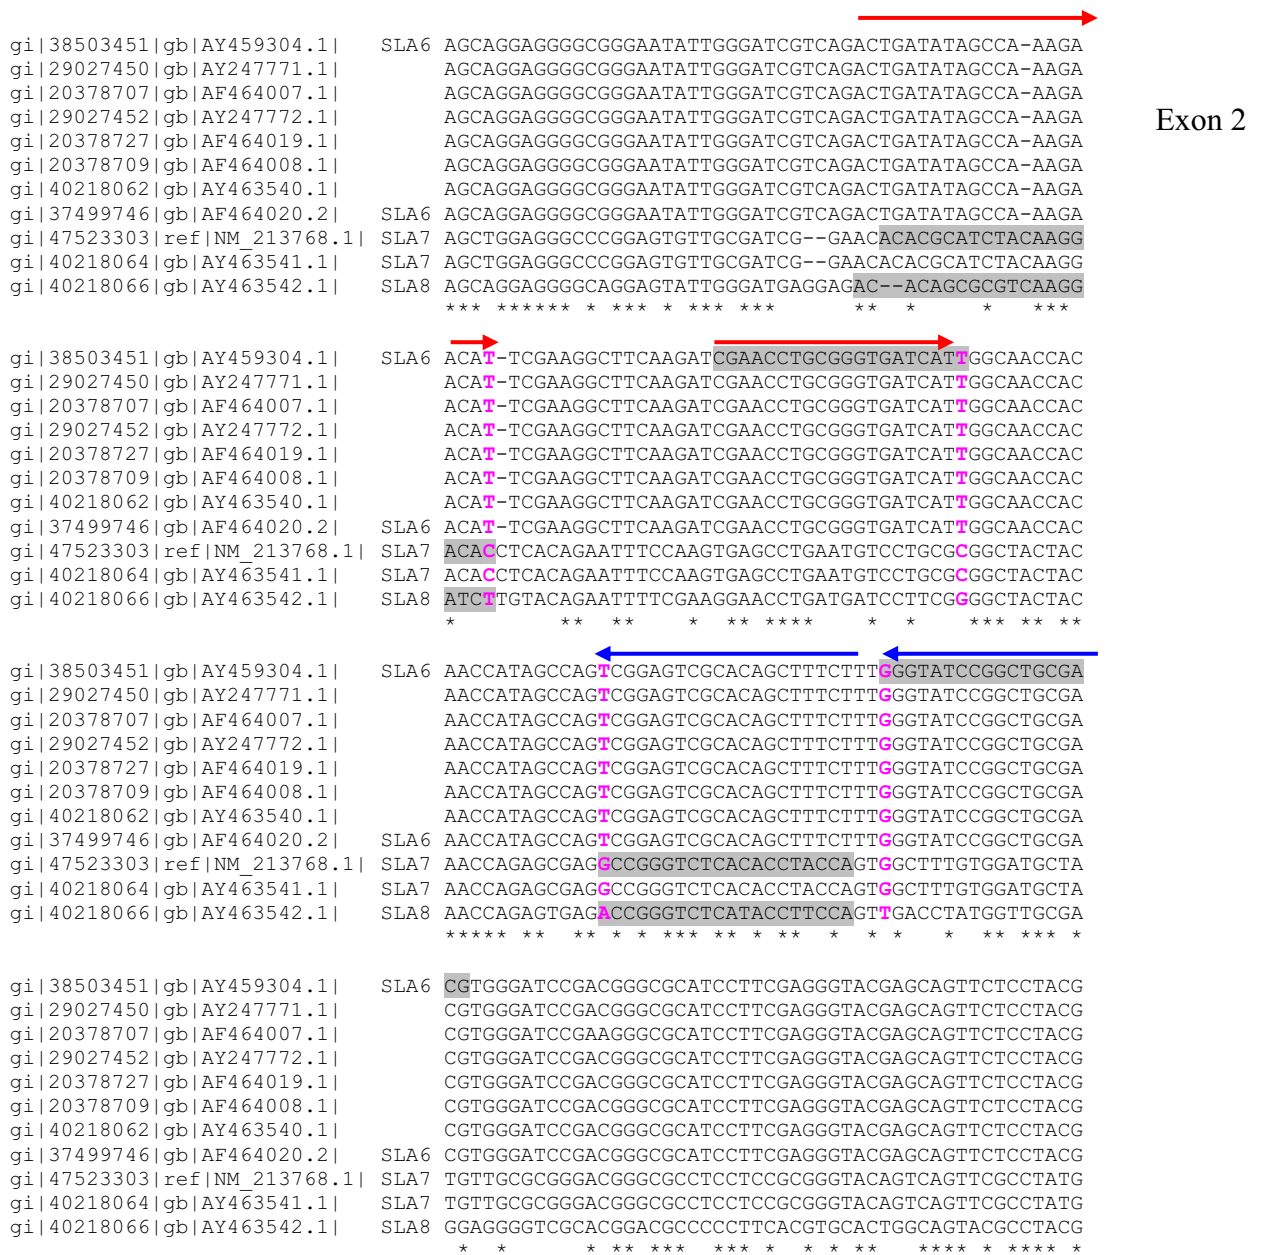 gi|38503451|gb|AY459304.1| SLA6 AGCAGGAGGGGCGGGAATATTGGGATCGTCAGACTGATATAGCCA-AAGA
gi|29027450|gb|AY247771.1| AGCAGGAGGGGCGGGAATATTGGGATCGTCAGACTGATATAGCCA-AAGA
gi|20378707|gb|AF464007.1| AGCAGGAGGGGCGGGAATATTGGGATCGTCAGACTGATATAGCCA-AAGA
Exon 2
gi|29027452|gb|AY247772.1| AGCAGGAGGGGCGGGAATATTGGGATCGTCAGACTGATATAGCCA-AAGA
gi|20378727|gb|AF464019.1| AGCAGGAGGGGCGGGAATATTGGGATCGTCAGACTGATATAGCCA-AAGA
gi|20378709|gb|AF464008.1| AGCAGGAGGGGCGGGAATATTGGGATCGTCAGACTGATATAGCCA-AAGA
gi|40218062|gb|AY463540.1| AGCAGGAGGGGCGGGAATATTGGGATCGTCAGACTGATATAGCCA-AAGA
gi|37499746|gb|AF464020.2| SLA6 AGCAGGAGGGGCGGGAATATTGGGATCGTCAGACTGATATAGCCA-AAGA
gi|47523303|ref|NM_213768.1| SLA7 AGCTGGAGGGCCCGGAGTGTTGCGATCG--GAACACACGCATCTACAAGG
gi|40218064|gb|AY463541.1| SLA7 AGCTGGAGGGCCCGGAGTGTTGCGATCG--GAACACACGCATCTACAAGG
gi|40218066|gb|AY463542.1| SLA8 AGCAGGAGGGGCAGGAGTATTGGGATGAGGAGAC--ACAGCGCGTCAAGG
*** ****** * *** * *** *** ** * * ***
gi|38503451|gb|AY459304.1| SLA6 ACAT-TCGAAGGCTTCAAGATCGAACCTGCGGGTGATCATTGGCAACCAC
gi|29027450|gb|AY247771.1| ACAT-TCGAAGGCTTCAAGATCGAACCTGCGGGTGATCATTGGCAACCAC
gi|20378707|gb|AF464007.1| ACAT-TCGAAGGCTTCAAGATCGAACCTGCGGGTGATCATTGGCAACCAC
gi|29027452|gb|AY247772.1| ACAT-TCGAAGGCTTCAAGATCGAACCTGCGGGTGATCATTGGCAACCAC
gi|20378727|gb|AF464019.1| ACAT-TCGAAGGCTTCAAGATCGAACCTGCGGGTGATCATTGGCAACCAC
gi|20378709|gb|AF464008.1| ACAT-TCGAAGGCTTCAAGATCGAACCTGCGGGTGATCATTGGCAACCAC
gi|40218062|gb|AY463540.1| ACAT-TCGAAGGCTTCAAGATCGAACCTGCGGGTGATCATTGGCAACCAC
gi|37499746|gb|AF464020.2| SLA6 ACAT-TCGAAGGCTTCAAGATCGAACCTGCGGGTGATCATTGGCAACCAC
gi|47523303|ref|NM_213768.1| SLA7 ACACCTCACAGAATTTCCAAGTGAGCCTGAATGTCCTGCGCGGCTACTAC
gi|40218064|gb|AY463541.1| SLA7 ACACCTCACAGAATTTCCAAGTGAGCCTGAATGTCCTGCGCGGCTACTAC
gi|40218066|gb|AY463542.1| SLA8 ATCTTGTACAGAATTTTCGAAGGAACCTGATGATCCTTCGGGGCTACTAC
* ** ** * ** **** * * *** ** **
gi|38503451|gb|AY459304.1| SLA6 AACCATAGCCAGTCGGAGTCGCACAGCTTTCTTTGGGTATCCGGCTGCGA
gi|29027450|gb|AY247771.1| AACCATAGCCAGTCGGAGTCGCACAGCTTTCTTTGGGTATCCGGCTGCGA
gi|20378707|gb|AF464007.1| AACCATAGCCAGTCGGAGTCGCACAGCTTTCTTTGGGTATCCGGCTGCGA
gi|29027452|gb|AY247772.1| AACCATAGCCAGTCGGAGTCGCACAGCTTTCTTTGGGTATCCGGCTGCGA
gi|20378727|gb|AF464019.1| AACCATAGCCAGTCGGAGTCGCACAGCTTTCTTTGGGTATCCGGCTGCGA
gi|20378709|gb|AF464008.1| AACCATAGCCAGTCGGAGTCGCACAGCTTTCTTTGGGTATCCGGCTGCGA
gi|40218062|gb|AY463540.1| AACCATAGCCAGTCGGAGTCGCACAGCTTTCTTTGGGTATCCGGCTGCGA
gi|37499746|gb|AF464020.2| SLA6 AACCATAGCCAGTCGGAGTCGCACAGCTTTCTTTGGGTATCCGGCTGCGA
gi|47523303|ref|NM_213768.1| SLA7 AACCAGAGCGAGGCCGGGTCTCACACCTACCAGTGGCTTTGTGGATGCTA
gi|40218064|gb|AY463541.1| SLA7 AACCAGAGCGAGGCCGGGTCTCACACCTACCAGTGGCTTTGTGGATGCTA
gi|40218066|gb|AY463542.1| SLA8 AACCAGAGTGAGACCGGGTCTCATACCTTCCAGTTGACCTATGGTTGCGA
***** ** ** * * *** ** * ** * * * * ** *** *
gi|38503451|gb|AY459304.1| SLA6 CGTGGGATCCGACGGGCGCATCCTTCGAGGGTACGAGCAGTTCTCCTACG
gi|29027450|gb|AY247771.1| CGTGGGATCCGACGGGCGCATCCTTCGAGGGTACGAGCAGTTCTCCTACG
gi|20378707|gb|AF464007.1| CGTGGGATCCGAAGGGCGCATCCTTCGAGGGTACGAGCAGTTCTCCTACG
gi|29027452|gb|AY247772.1| CGTGGGATCCGACGGGCGCATCCTTCGAGGGTACGAGCAGTTCTCCTACG
gi|20378727|gb|AF464019.1| CGTGGGATCCGACGGGCGCATCCTTCGAGGGTACGAGCAGTTCTCCTACG
gi|20378709|gb|AF464008.1| CGTGGGATCCGACGGGCGCATCCTTCGAGGGTACGAGCAGTTCTCCTACG
gi|40218062|gb|AY463540.1| CGTGGGATCCGACGGGCGCATCCTTCGAGGGTACGAGCAGTTCTCCTACG
gi|37499746|gb|AF464020.2| SLA6 CGTGGGATCCGACGGGCGCATCCTTCGAGGGTACGAGCAGTTCTCCTACG
gi|47523303|ref|NM_213768.1| SLA7 TGTTGCGCGGGACGGGCGCCTCCTCCGCGGGTACAGTCAGTTCGCCTATG
gi|40218064|gb|AY463541.1| SLA7 TGTTGCGCGGGACGGGCGCCTCCTCCGCGGGTACAGTCAGTTCGCCTATG
gi|40218066|gb|AY463542.1| SLA8 GGAGGGGTCGCACGGACGCCCCCTTCACGTGCACTGGCAGTACGCCTACG
* * * ** *** *** * * * ** **** * **** *